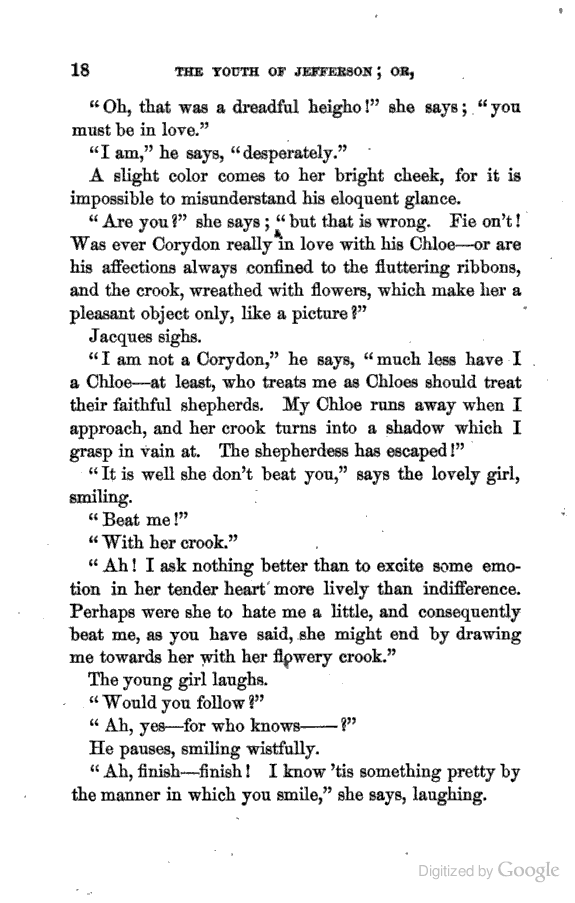 18 THE YOUTH OF JEFFERSON; OR,
"Oh, that was a dreadful heigho!" she says; "you
must be in love."
"I am," he says, "desperately."
A slight color comes to her bright cheek, for it is
impossible to misunderstand his eloquent glance.
"Are you?" she says; "but that is wrong. Fie on't!
Was ever Corydon really in love with his Chloe—or are
his affections always confined to the fluttering ribbons,
and the crook, wreathed with flowers, which make her a
pleasant object only, like a picture?"
Jacques sighs.
"I am not a Corydon," he says, "much less have I
a Chloe—at least, who treats me as Chloes should treat
their faithful shepherds. My Chloe runs away when I
approach, and her crook turns into a shadow which I
grasp in vain at. The shepherdess has escaped!"
"It is well she don't beat you," says the lovely girl,
smiling.
"Beat me!"
"With her crook."
"Ah! I ask nothing better than to excite some emo-
tion in her tender heart more lively than indifference.
Perhaps were she to hate me a little, and consequently
beat me, as you have said, she might end by drawing
me towards her with her flowery crook."
The young girl laughs.
"Would you follow?"
"Ah, yes—for who knows——?"
He pauses, smiling wistfully.
"Ah, finish—finish! I know 'tis something pretty by
the manner in which you smile," she says, laughing.
Digitized by Google